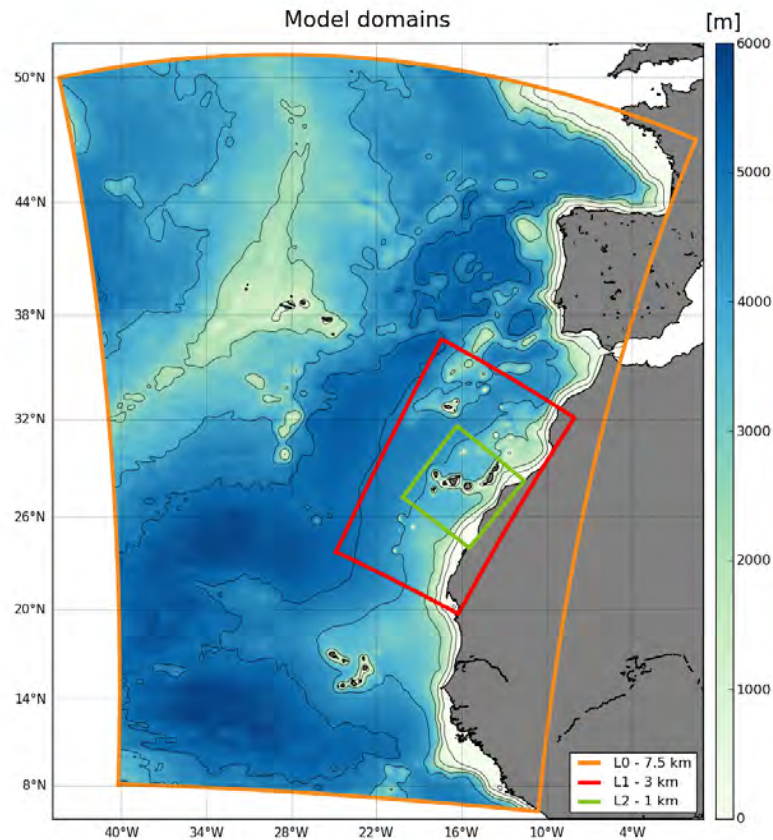 Model domains
[m]
6000
5000
4000
3000
2000
1000
0
50°N
44°N
38°N
32°N
26°N
20°N
14°N
8°N
40°W
34°W
28°W
22°W
16°W
10°W
4°W
L0 - 7.5 km
L1 - 3 km
L2 - 1 km